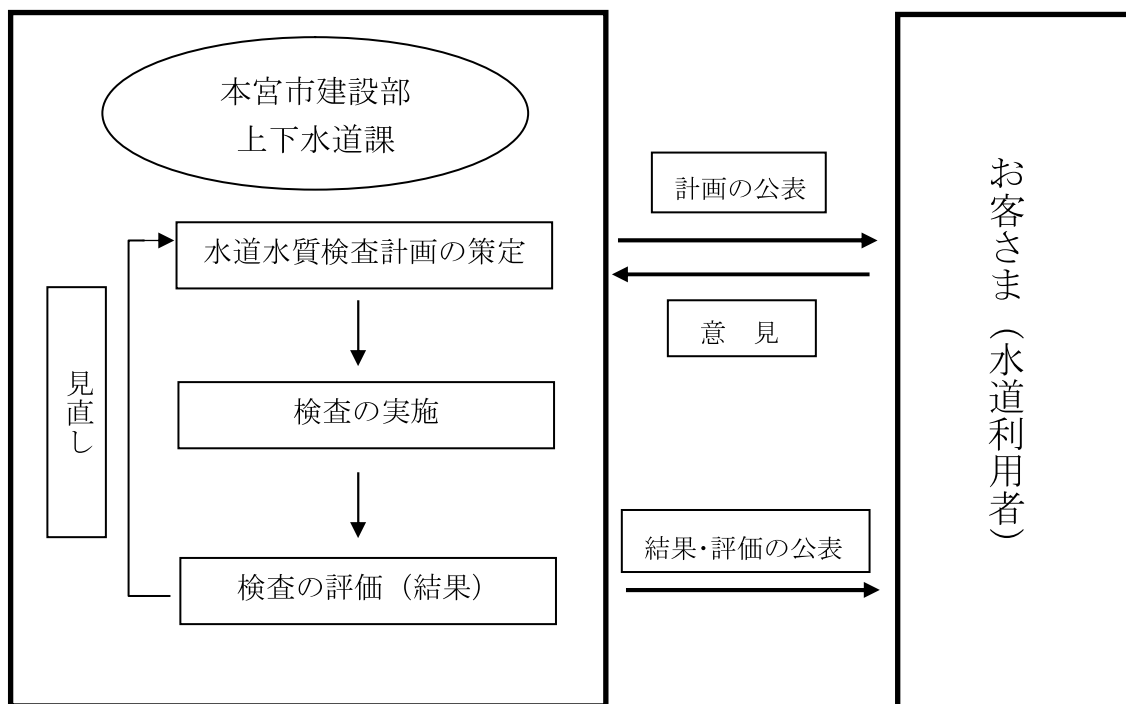 本宮市建設部
上下水道課
水道水質検査計画の策定
検査の実施
検査の評価（結果）
見直し
計画の公表
意　見
結果・評価の公表
お客さま（水道利用者）